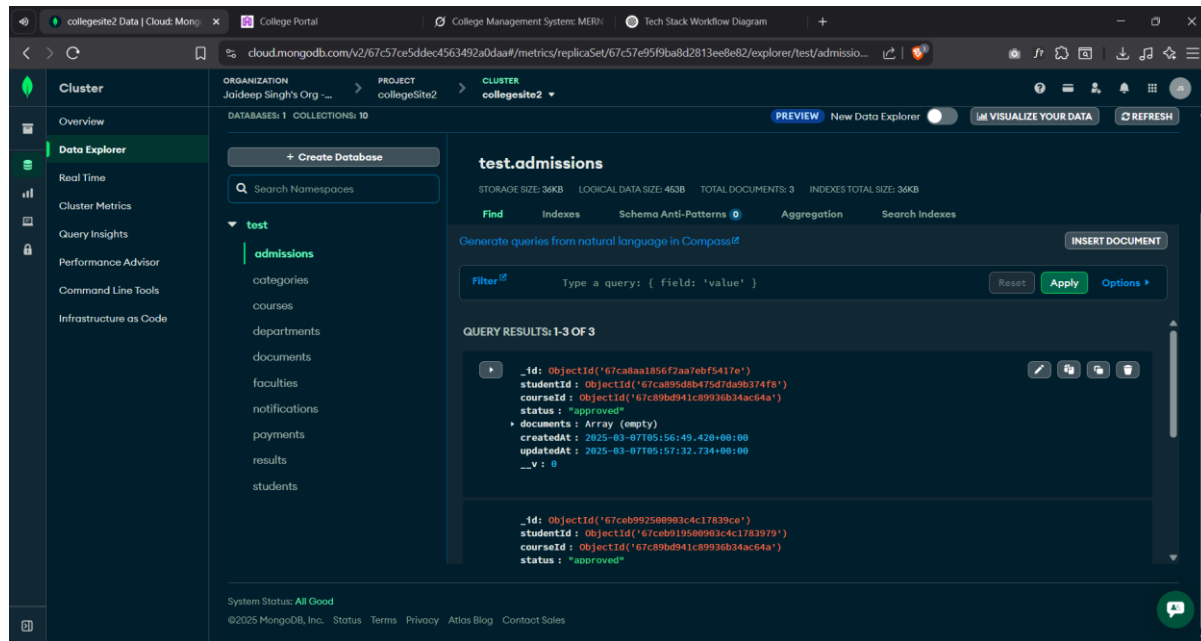 collegesite2 Data | Cloud: Mong
College Portal
College Management System: MERN
Tech Stack Workflow Diagram
cloud.mongodb.com/v2/67c57ce5ddec4563492a0daa#/metrics/replicaSet/67c57e95f9ba8d2813ee8e82/explorer/test/admissio...
Cluster
ORGANIZATION
Jaideep Singh's Org -...
PROJECT
collegeSite2
CLUSTER
collegesite2
JS
Overview
Data Explorer
Real Time
Cluster Metrics
Query Insights
Performance Advisor
Command Line Tools
Infrastructure as Code
DATABASES: 1 COLLECTIONS: 10
PREVIEW New Data Explorer
VISUALIZE YOUR DATA
REFRESH
+ Create Database
Search Namespaces
test
admissions
categories
courses
departments
documents
faculties
notifications
payments
results
students
test.admissions
STORAGE SIZE: 36KB LOGICAL DATA SIZE: 453B TOTAL DOCUMENTS: 3 INDEXES TOTAL SIZE: 36KB
Find Indexes Schema Anti-Patterns 0 Aggregation Search Indexes
Generate queries from natural language in Compass
INSERT DOCUMENT
Filter Type a query: { field: 'value' } Reset Apply Options
QUERY RESULTS: 1-3 OF 3
_id: ObjectId('67ca8aa1856f2aa7ebf5417e')
studentId : ObjectId('67ca895d8b475d7da9b374f8')
courseId : ObjectId('67c89bd941c89936b34ac64a')
status : "approved"
documents : Array (empty)
createdAt : 2025-03-07T05:56:49.420+00:00
updatedAt : 2025-03-07T05:57:32.734+00:00
__v : 0
_id: ObjectId('67ceb992500903c4c17839ce')
studentId : ObjectId('67ceb919500903c4c1783979')
courseId : ObjectId('67c89bd941c89936b34ac64a')
status : "approved"
System Status: All Good
©2025 MongoDB, Inc. Status Terms Privacy Atlas Blog Contact Sales